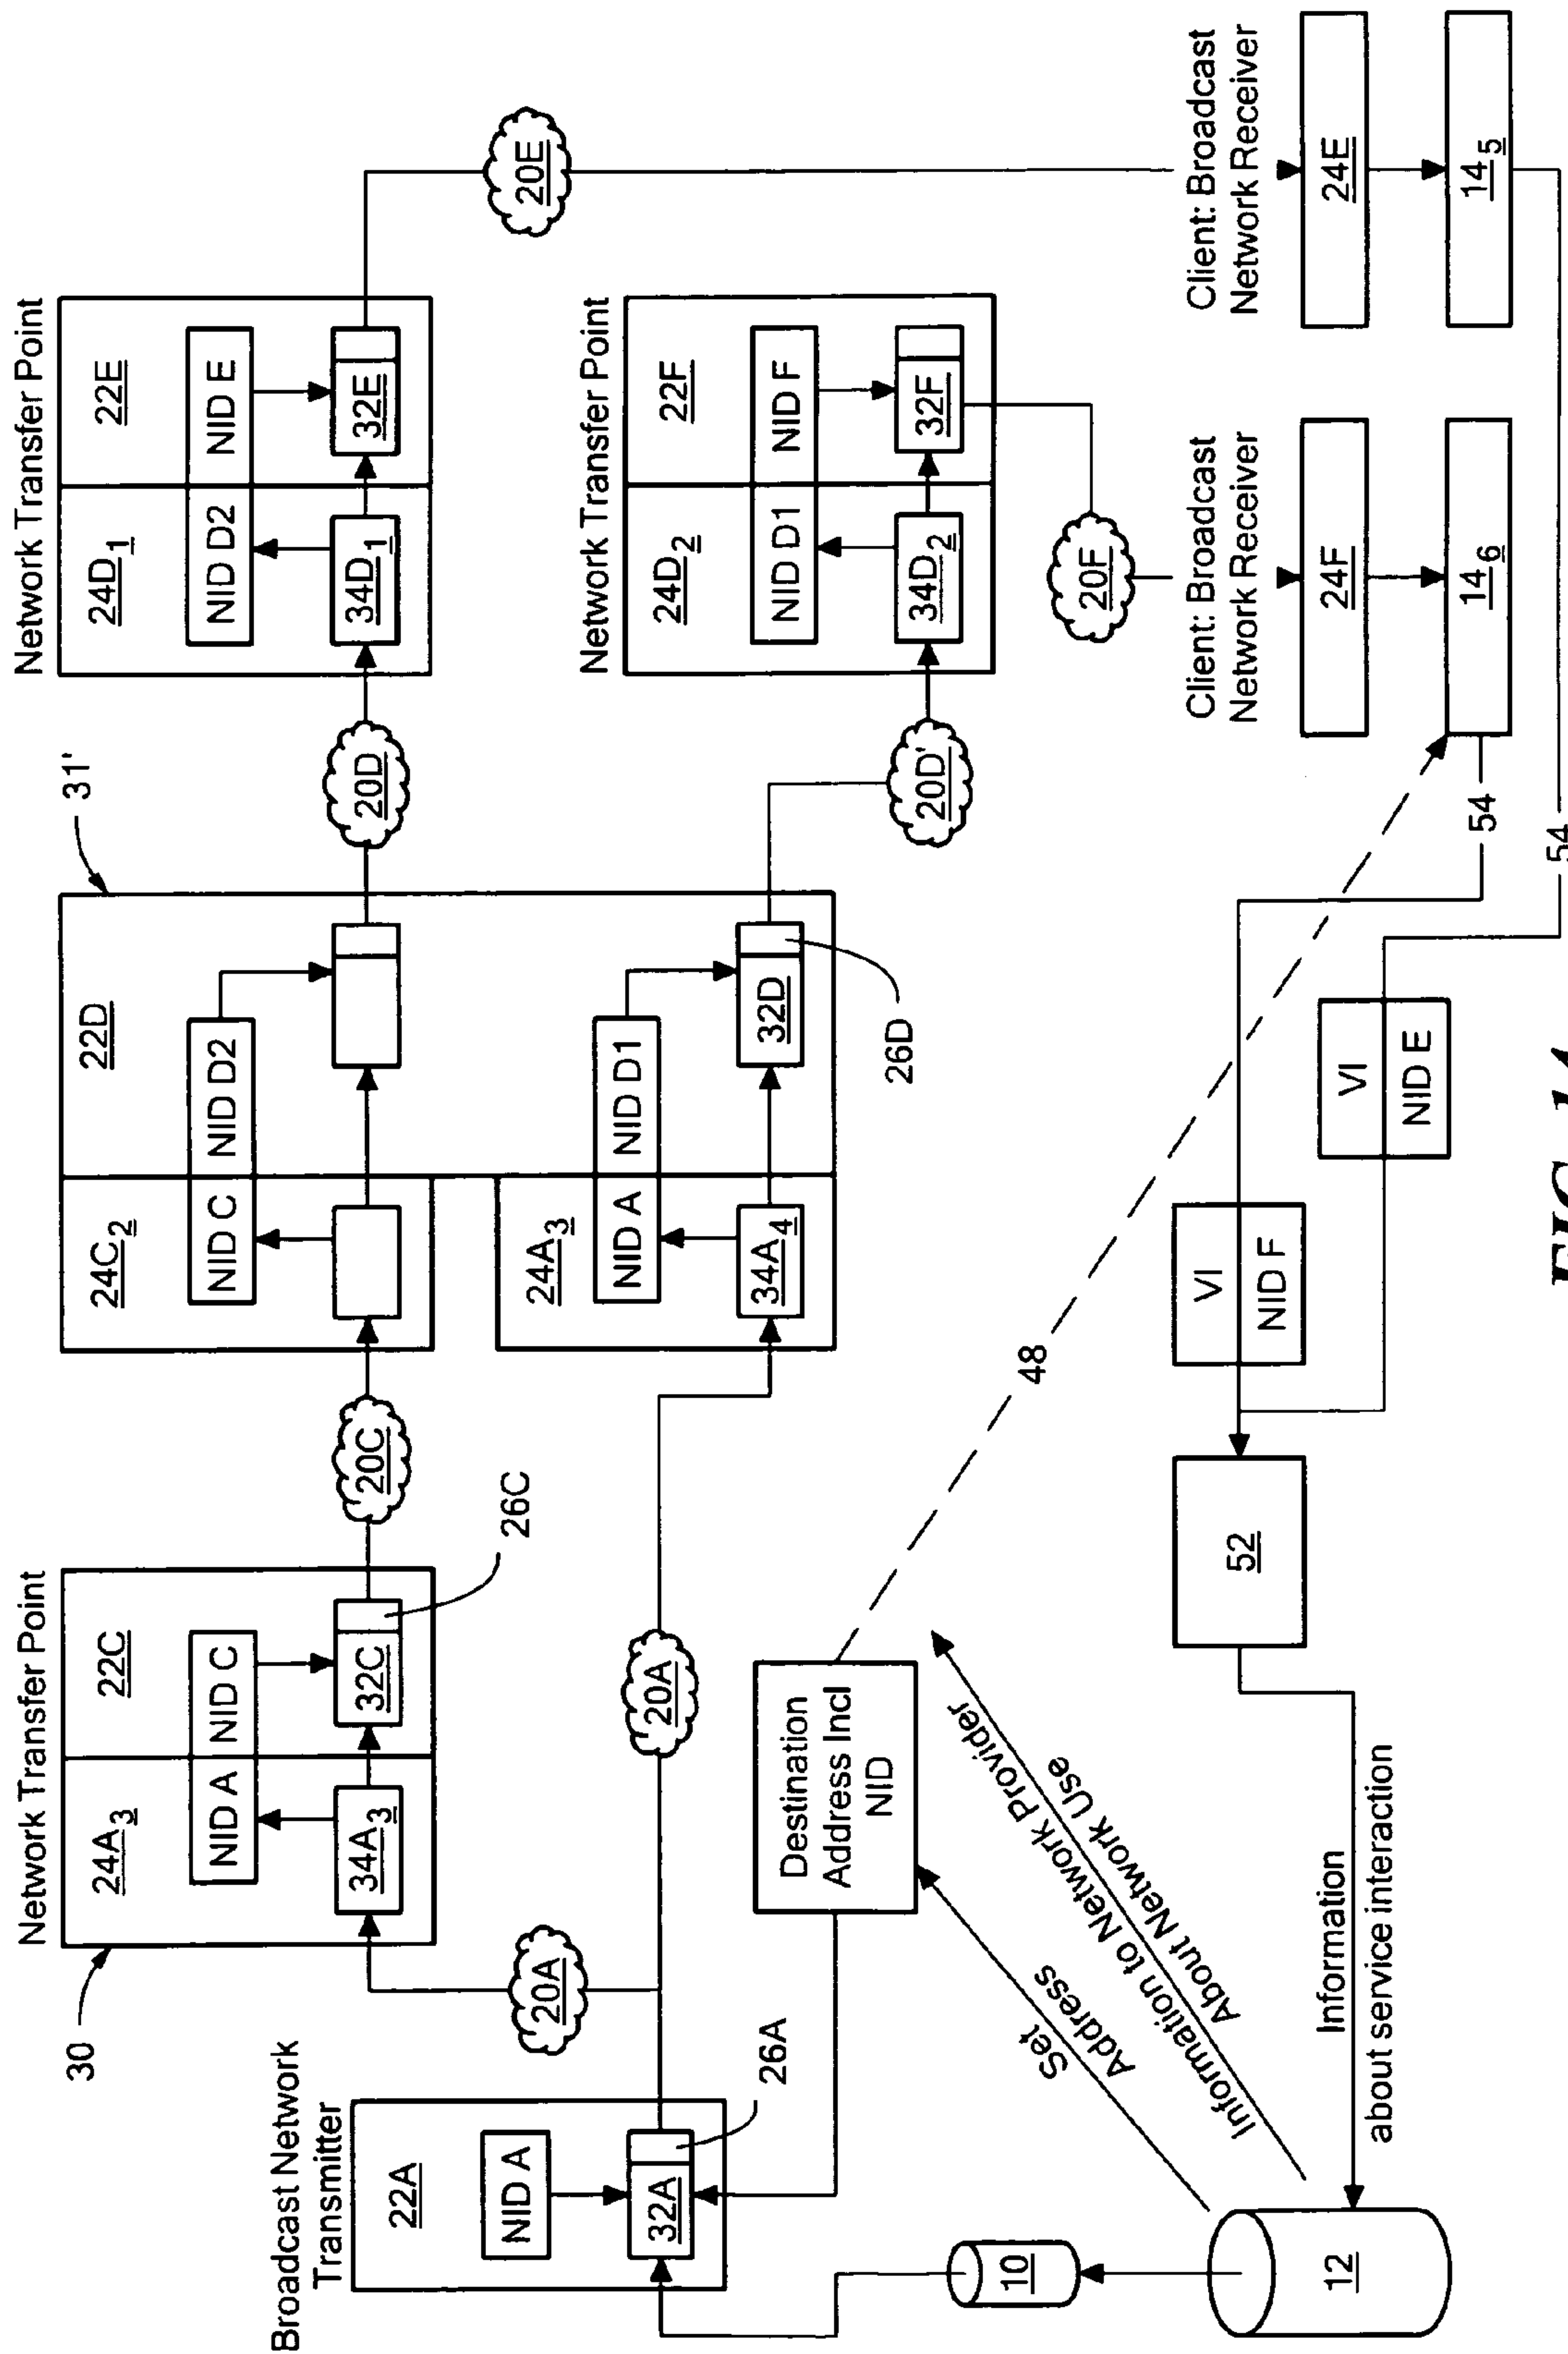 Network Transfer Point
30
24A3
22C
NID A
NID C
34A3
32C
26C
20C
31'
24C2
22D
NID C
NID D2
24A3
NID A
NID D1
34A4
32D
26D
20D
20D'
Network Transfer Point
24D1
22E
NID D2
NID E
34D1
32E
20E
Network Transfer Point
24D2
22F
NID D1
NID F
34D2
32F
20F
Broadcast Network
Transmitter
22A
NID A
32A
26A
20A
20A
Destination
Address Incl
NID
48
Set
Address
Information to Network Provider
About Network Use
10
12
Information
about service interaction
52
VI
NID F
VI
NID E
54
54
Client: Broadcast
Network Receiver
24F
146
Client: Broadcast
Network Receiver
24E
145